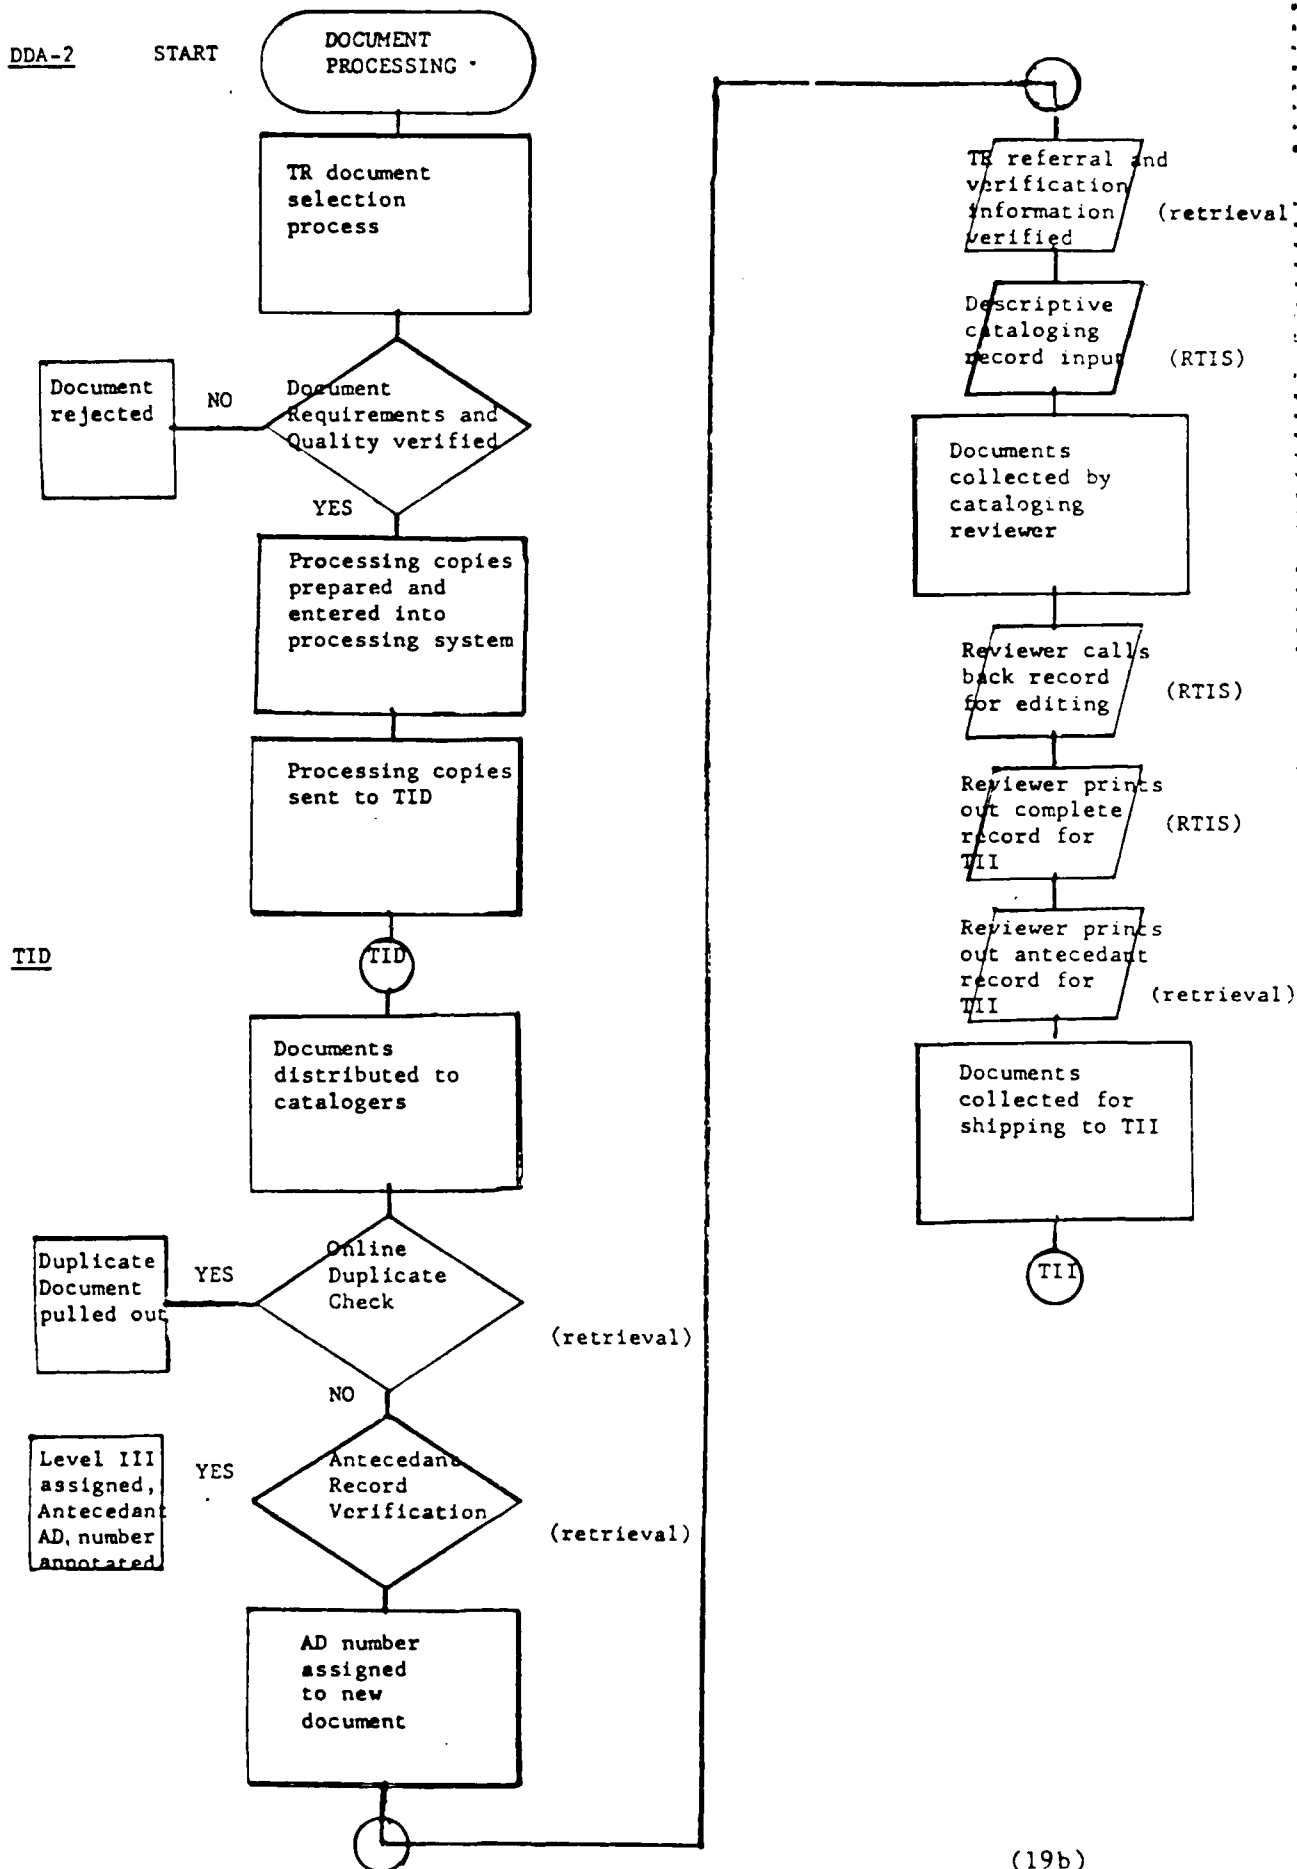 DDA-2
START
DOCUMENT
PROCESSING
TR document
selection
process
Document
rejected
NO
Document
Requirements and
Quality verified
YES
Processing copies
prepared and
entered into
processing system
Processing copies
sent to TID
TID
TID
Documents
distributed to
catalogers
Duplicate
Document
pulled out
YES
Online
Duplicate
Check
(retrieval)
NO
Level III
assigned,
Antecedant
AD, number
annotated
YES
Antecedant
Record
Verification
(retrieval)
AD number
assigned
to new
document
TR referral and
verification
information
verified
(retrieval
Descriptive
cataloging
record input
(RTIS)
Documents
collected by
cataloging
reviewer
Reviewer calls
back record
for editing
(RTIS)
Reviewer prints
out complete
record for
TII
(RTIS)
Reviewer prints
out antecedant
record for
TII
(retrieval)
Documents
collected for
shipping to TII
TII
(19b)